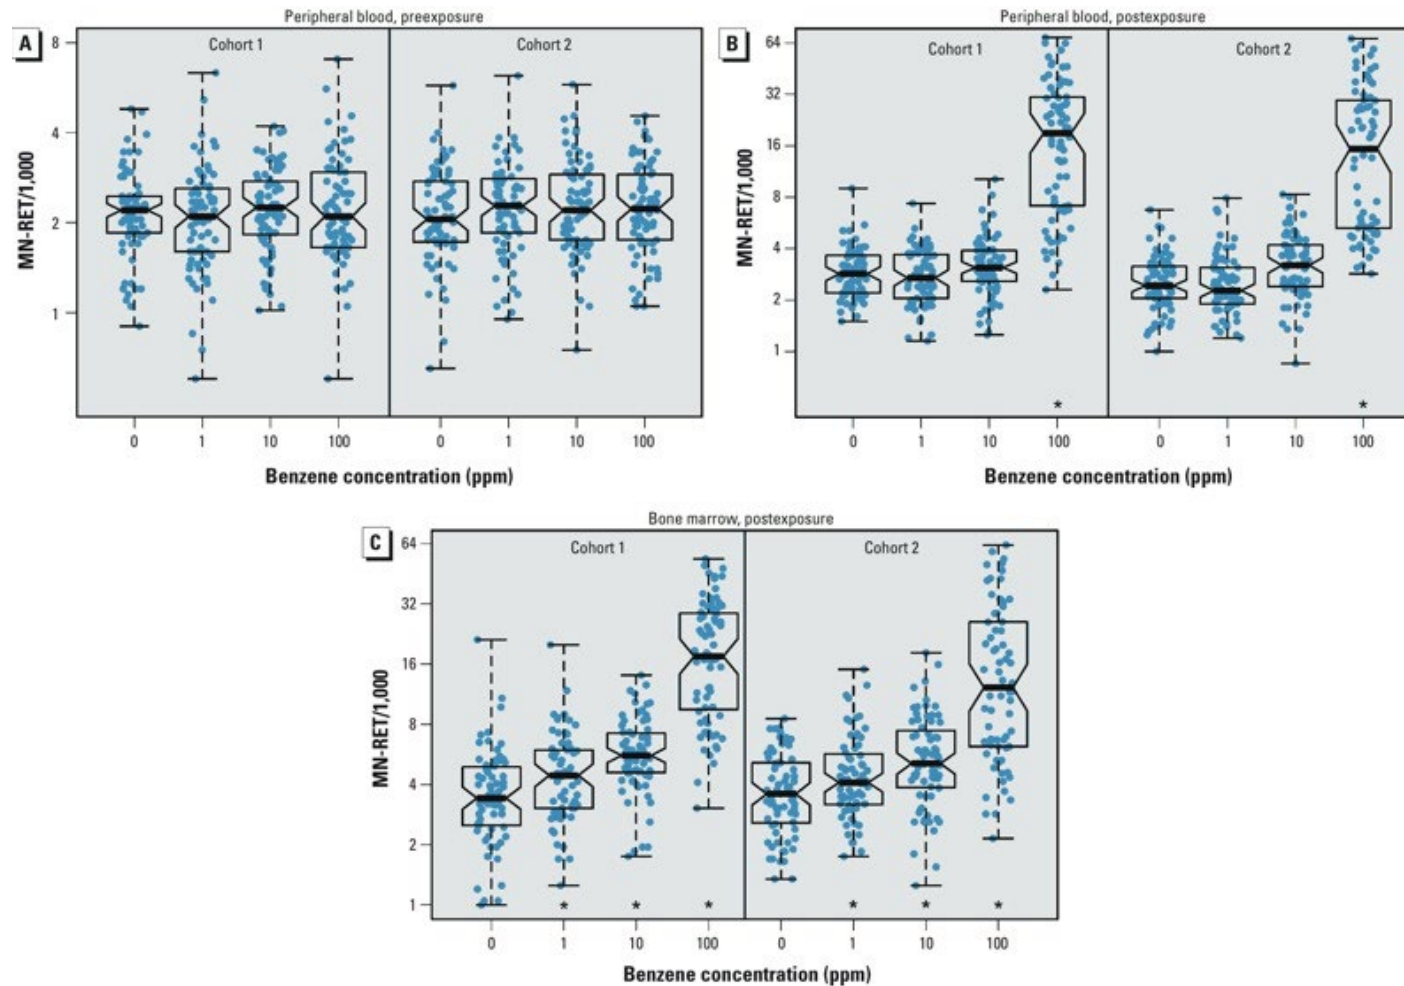 Peripheral blood, preexposure
A
Cohort 1
Cohort 2
8
4
2
1
MN-RET/1,000
0 1 10 100 0 1 10 100
Benzene concentration (ppm)
Peripheral blood, postexposure
B
Cohort 1
Cohort 2
64
32
16
8
4
2
1
MN-RET/1,000
* *
0 1 10 100 0 1 10 100
Benzene concentration (ppm)
Bone marrow, postexposure
C
Cohort 1
Cohort 2
64
32
16
8
4
2
1
MN-RET/1,000
* * * * * *
0 1 10 100 0 1 10 100
Benzene concentration (ppm)